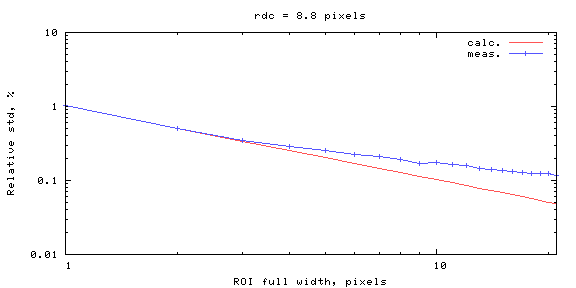 rdc = 8.8 pixels
10
calc.
meas.
1
Relative std, %
0.1
0.01
1
10
ROI full width, pixels